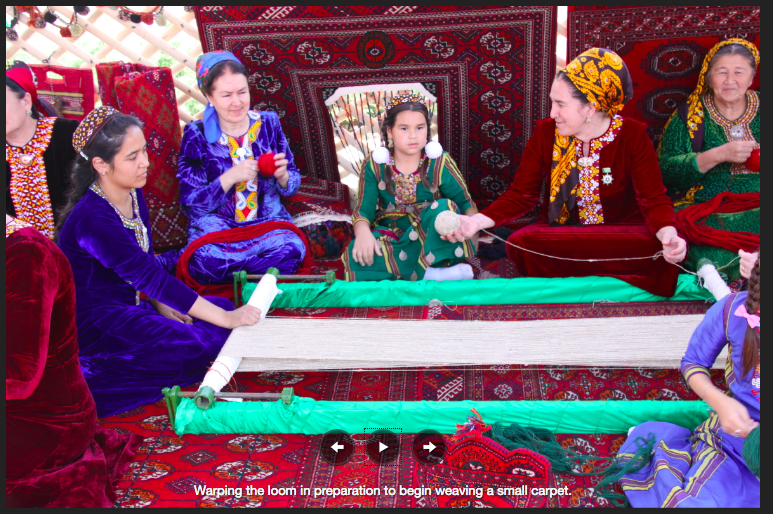 Warping the loom in preparation to begin weaving a small carpet.